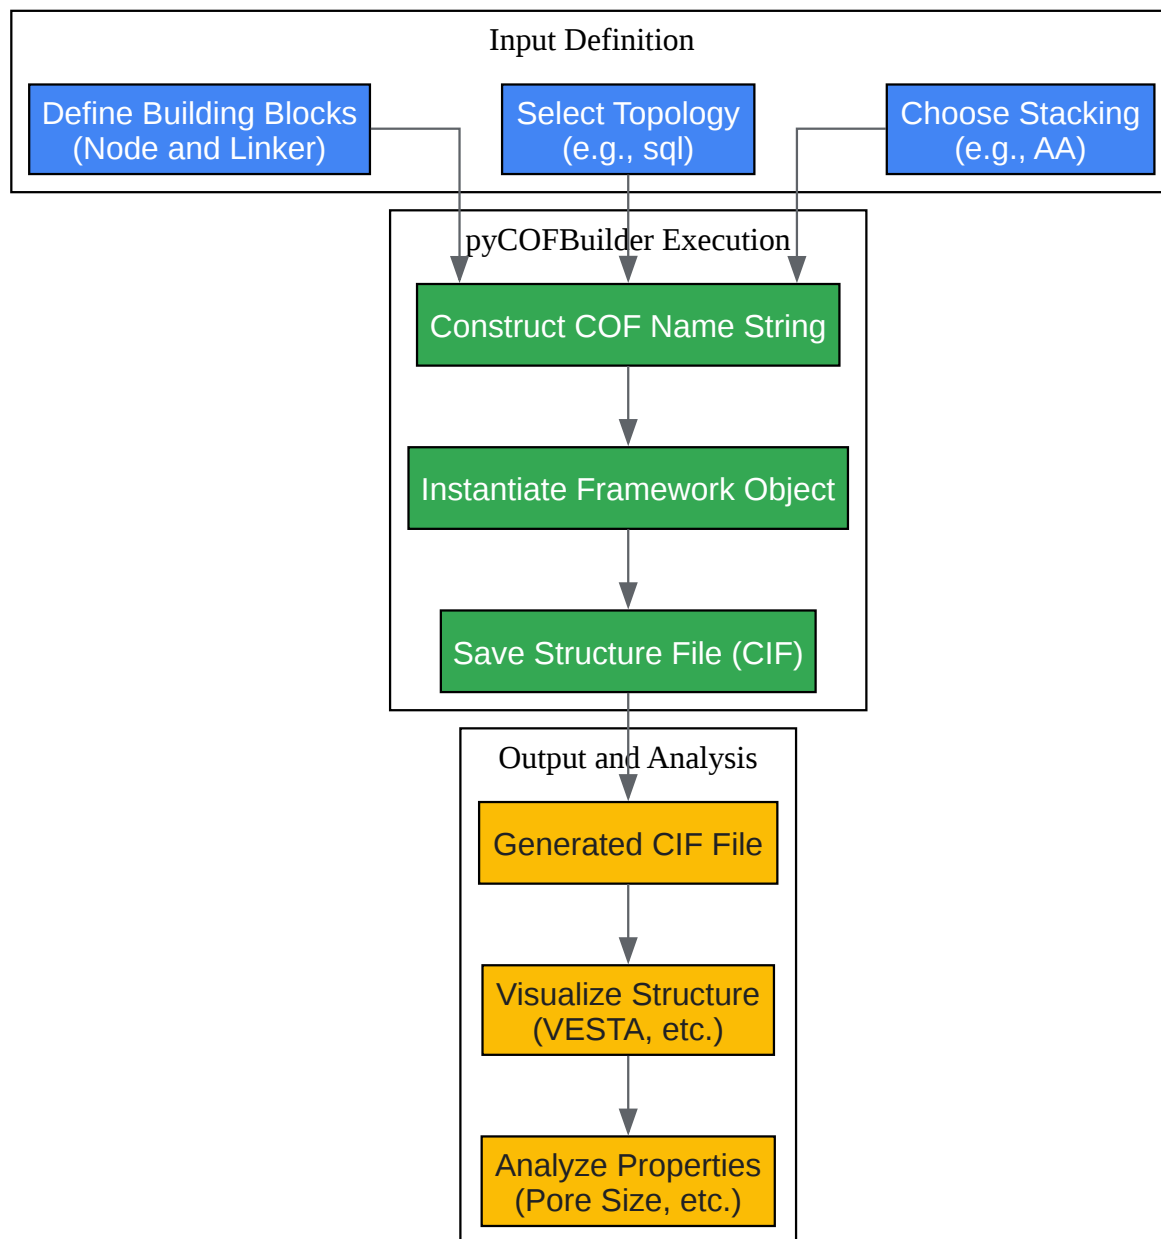 Input Definition
Define Building Blocks
(Node and Linker)
Select Topology
(e.g., sql)
Choose Stacking
(e.g., AA)
pyCOFBuilder Execution
Construct COF Name String
Instantiate Framework Object
Save Structure File (CIF)
Output and Analysis
Generated CIF File
Visualize Structure
(VESTA, etc.)
Analyze Properties
(Pore Size, etc.)